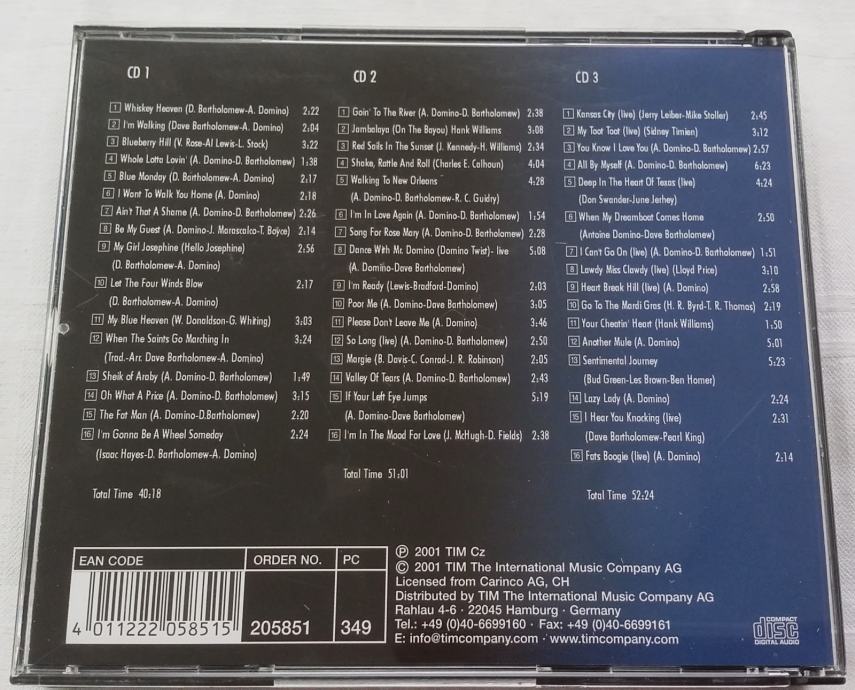 CD 1
1 Whiskey Heaven (D. Bartholomew-A. Domino) 2:22
2 I'm Walking (Dave Bartholomew-A. Domino) 2:04
3 Blueberry Hill (V. Rose-Al Lewis-L. Stock) 3:22
4 Whole Lotta Lovin' (A. Domino-D. Bartholomew) 1:38
5 Blue Monday (D. Bartholomew-A. Domino) 2:17
6 I Want To Walk You Home (A. Domino) 2:18
7 Ain't That A Shame (A. Domino-D. Bartholomew) 2:26
8 Be My Guest (A. Domino-J. Marascalco-T. Boyce) 2:14
9 My Girl Josephine (Hello Josephine) 2:56
(D. Bartholomew-A. Domino)
10 Let The Four Winds Blow 2:17
(D. Bartholomew-A. Domino)
11 My Blue Heaven (W. Donaldson-G. Whiting) 3:03
12 When The Saints Go Marching In 3:24
(Trad.-Arr. Dave Bartholomew-A. Domino)
13 Sheik of Araby (A. Domino-D. Bartholomew) 1:49
14 Oh What A Price (A. Domino-D. Bartholomew) 3:15
15 The Fat Man (A. Domino-D.Bartholomew) 2:20
16 I'm Gonna Be A Wheel Someday 2:24
(Isaac Hayes-D. Bartholomew-A. Domino)
Total Time 40:18
CD 2
1 Goin' To The River (A. Domino-D. Bartholomew) 2:38
2 Jambalaya (On The Bayou) Hank Williams 3:08
3 Red Sails In The Sunset (J. Kennedy-H. Williams) 2:34
4 Shake, Rattle And Roll (Charles E. Calhoun) 4:04
5 Walking To New Orleans 4:28
(A. Domino-D. Bartholomew-R. C. Guidry)
6 I'm In Love Again (A. Domino-D. Bartholomew) 1:54
7 Song For Rose Mary (A. Domino-D. Bartholomew) 2:28
8 Dance With Mr. Domino (Domino Twist)- live 5:08
(A. Domino-Dave Bartholomew)
9 I'm Ready (Lewis-Bradford-Domino) 2:03
10 Poor Me (A. Domino-Dave Bartholomew) 3:05
11 Please Don't Leave Me (A. Domino) 3:46
12 So Long (live) (A. Domino-D. Bartholomew) 2:50
13 Margie (B. Davis-C. Conrad-J. R. Robinson) 2:05
14 Valley Of Tears (A. Domino-D. Bartholomew) 2:43
15 If Your Left Eye Jumps 5:19
(A. Domino-Dave Bartholomew)
16 I'm In The Mood For Love (J. McHugh-D. Fields) 2:38
Total Time 51:01
CD 3
1 Kansas City (live) (Jerry Leiber-Mike Stoller) 2:45
2 My Toot Toot (live) (Sidney Timien) 3:12
3 You Know I Love You (A. Domino-D. Bartholomew) 2:57
4 All By Myself (A. Domino-D. Bartholomew) 6:23
5 Deep In The Heart Of Texas (live) 4:24
(Don Swander-June Jerhey)
6 When My Dreamboat Comes Home 2:50
(Antoine Domino-Dave Bartholomew)
7 I Can't Go On (live) (A. Domino-D. Bartholomew) 1:51
8 Lawdy Miss Clawdy (live) (Lloyd Price) 3:10
9 Heart Break Hill (live) (A. Domino) 2:58
10 Go To The Mardi Gras (H. R. Byrd-T. R. Thomas) 2:19
11 Your Cheatin' Heart (Hank Williams) 1:50
12 Another Mule (A. Domino) 5:01
13 Sentimental Journey 5:23
(Bud Green-Les Brown-Ben Homer)
14 Lazy Lady (A. Domino) 2:24
15 I Hear You Knocking (live) 2:31
(Dave Bartholomew-Pearl King)
16 Fats Boogie (live) (A. Domino) 2:14
Total Time 52:24
EAN CODE ORDER NO. PC
4 011222 058515 205851 349
Ⓟ 2001 TIM Cz
© 2001 TIM The International Music Company AG
Licensed from Carinco AG, CH
Distributed by TIM The International Music Company AG
Rahlau 4-6 · 22045 Hamburg · Germany
Tel.: +49 (0)40-6699160 · Fax: +49 (0)40-6699161
E: info@timcompany.com · www.timcompany.com
COMPACT
disc
DIGITAL AUDIO